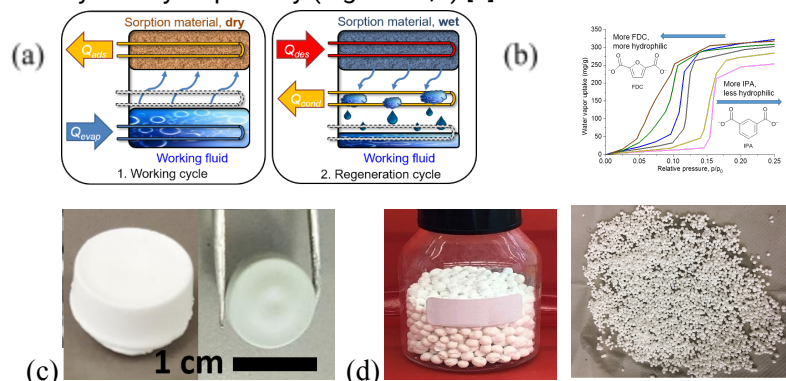 (a)
Sorption material, dry
Q_ads
Q_evap
Working fluid
1. Working cycle
Sorption material, wet
Q_des
Q_cond
Working fluid
2. Regeneration cycle
(b)
Water vapor uptake (mg/g)
350
300
250
200
150
100
50
0
0.00 0.05 0.10 0.15 0.20 0.25
Relative pressure, p/p₀
More FDC,
more hydrophilic
O
O
⁻O
O
O⁻
FDC
More IPA,
less hydrophilic
O
O
⁻O
O⁻
IPA
(c)
1 cm
(d)